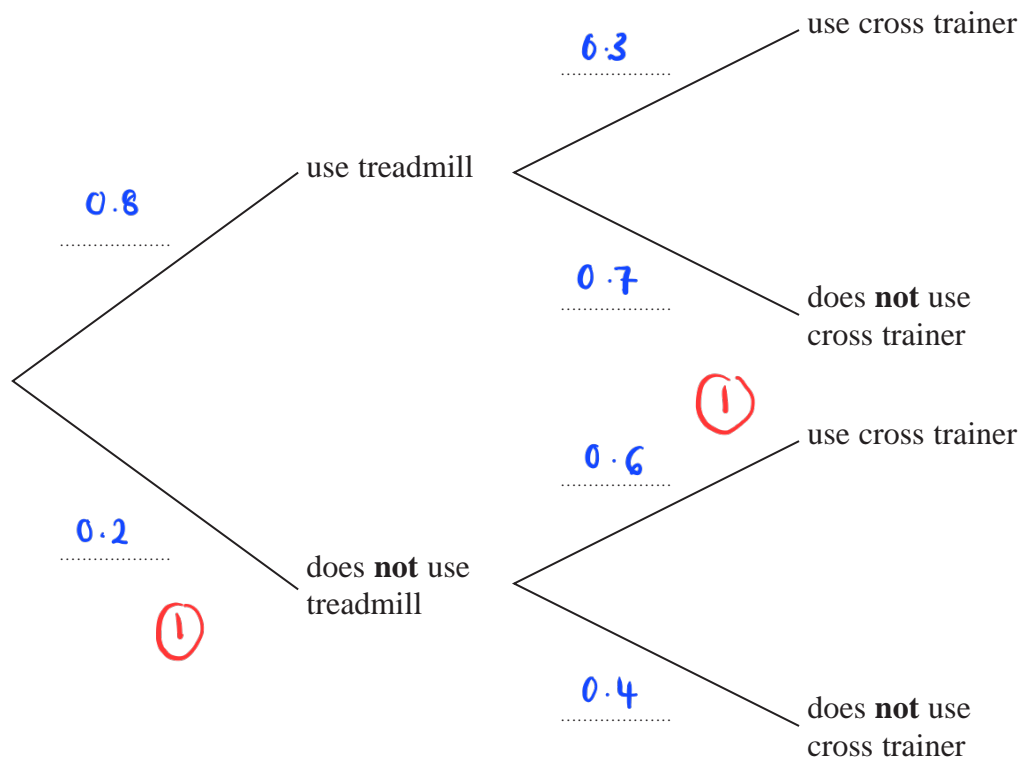 use cross trainer
0.3
use treadmill
0.8
0.7
does not use
cross trainer
1
use cross trainer
0.6
0.2
does not use
treadmill
1
0.4
does not use
cross trainer